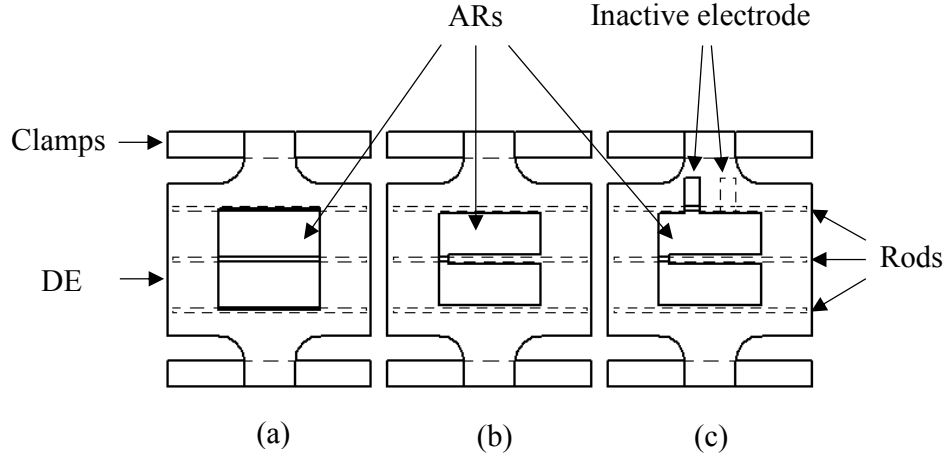 ARs
Inactive electrode
Clamps
DE
Rods
(a)
(b)
(c)